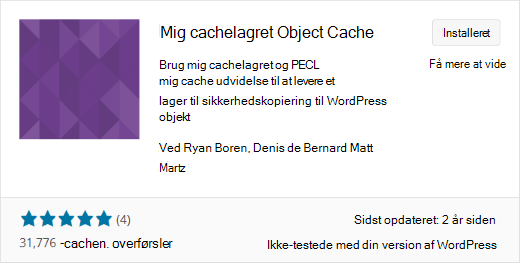 Mig cachelagret Object Cache
Installeret
Få mere at vide
Brug mig cachelagret og PECL
mig cache udvidelse til at levere et
lager til sikkerhedskopiering til WordPress
objekt
Ved Ryan Boren, Denis de Bernard Matt
Martz
(4)
31,776 -cachen. overførsler
Sidst opdateret: 2 år siden
Ikke-testede med din version af WordPress